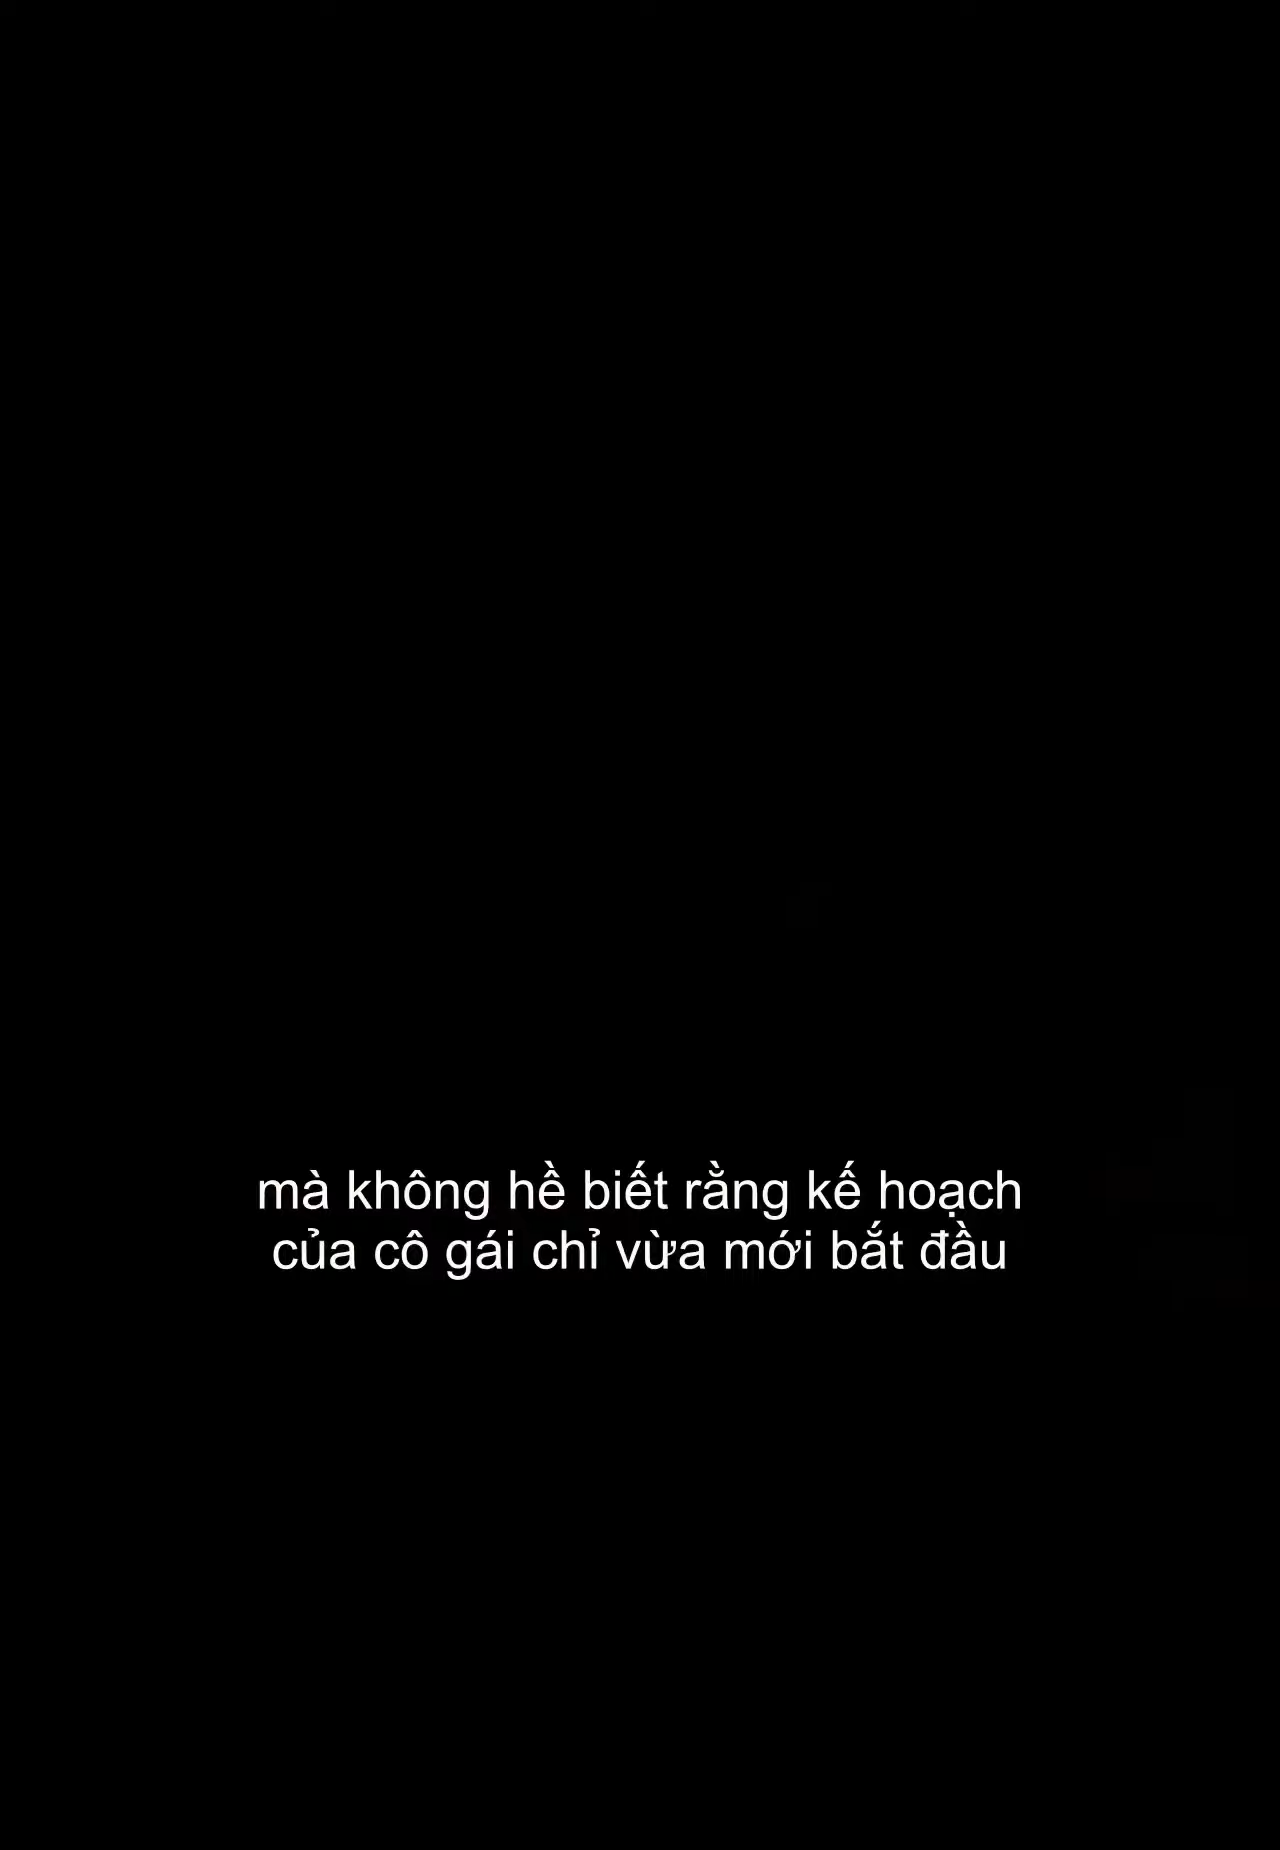 mà không hề biết rằng kế hoạch
của cô gái chỉ vừa mới bắt đầu